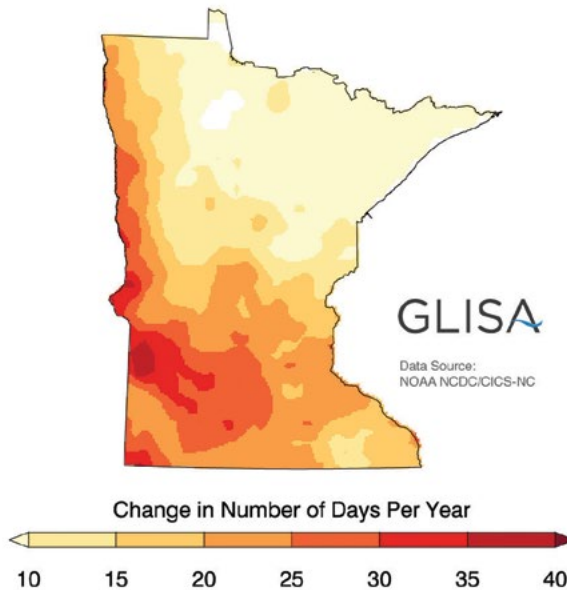 GLISA
Data Source:
NOAA NCDC/CICS-NC
Change in Number of Days Per Year
10 15 20 25 30 35 40